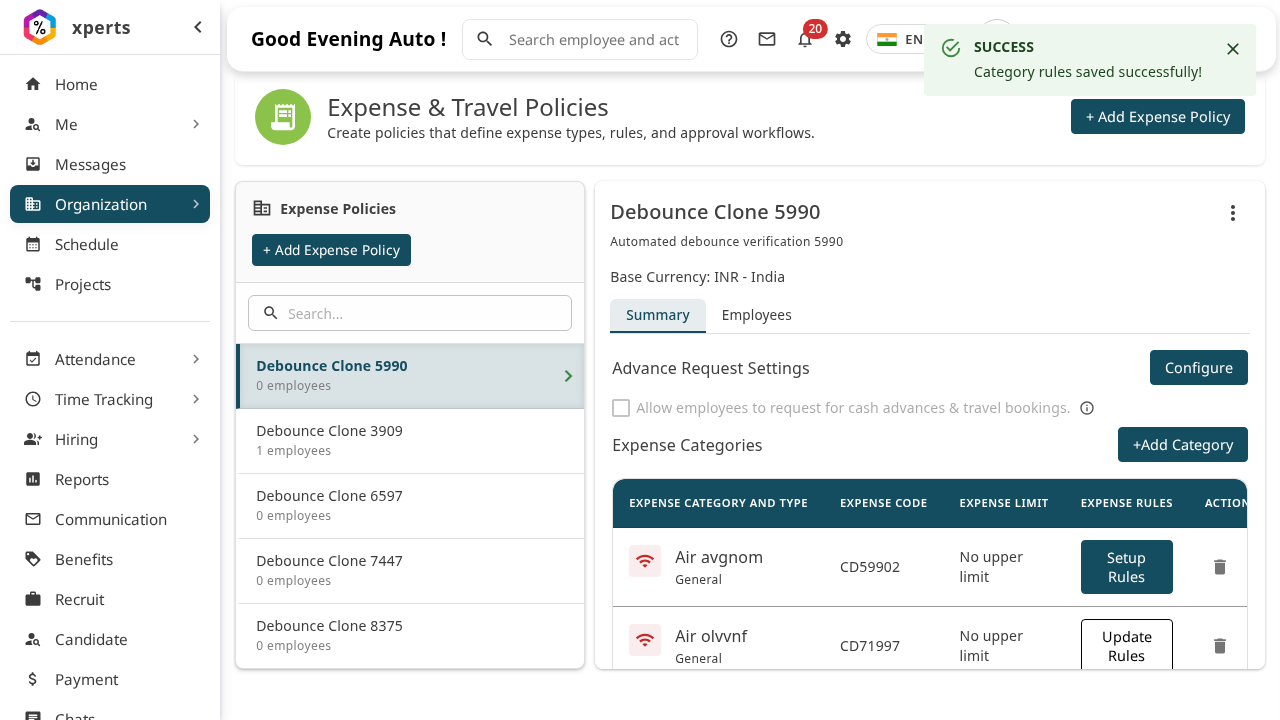 xperts
Home
Me
Messages
Organization
Schedule
Projects
Attendance
Time Tracking
Hiring
Reports
Communication
Benefits
Recruit
Candidate
Payment
Chats
Good Evening Auto !
Search employee and act
20
EN
SUCCESS
Category rules saved successfully!
Expense & Travel Policies
Create policies that define expense types, rules, and approval workflows.
+ Add Expense Policy
Expense Policies
+ Add Expense Policy
Search...
Debounce Clone 5990
0 employees
Debounce Clone 3909
1 employees
Debounce Clone 6597
0 employees
Debounce Clone 7447
0 employees
Debounce Clone 8375
0 employees
Debounce Clone 5990
Automated debounce verification 5990
Base Currency: INR - India
Summary Employees
Advance Request Settings
Configure
Allow employees to request for cash advances & travel bookings.
Expense Categories
+Add Category
EXPENSE CATEGORY AND TYPE EXPENSE CODE EXPENSE LIMIT EXPENSE RULES ACTION
Air avgnom
General
CD59902
No upper
limit
Setup
Rules
Air olvvnf
General
CD71997
No upper
limit
Update
Rules